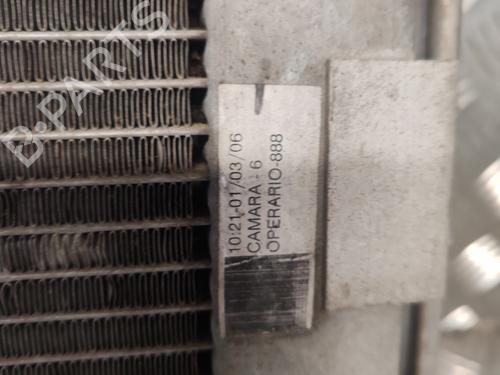 B-PARTS
10:21-01/03/06
CAMARA - 6
OPERARIO-888